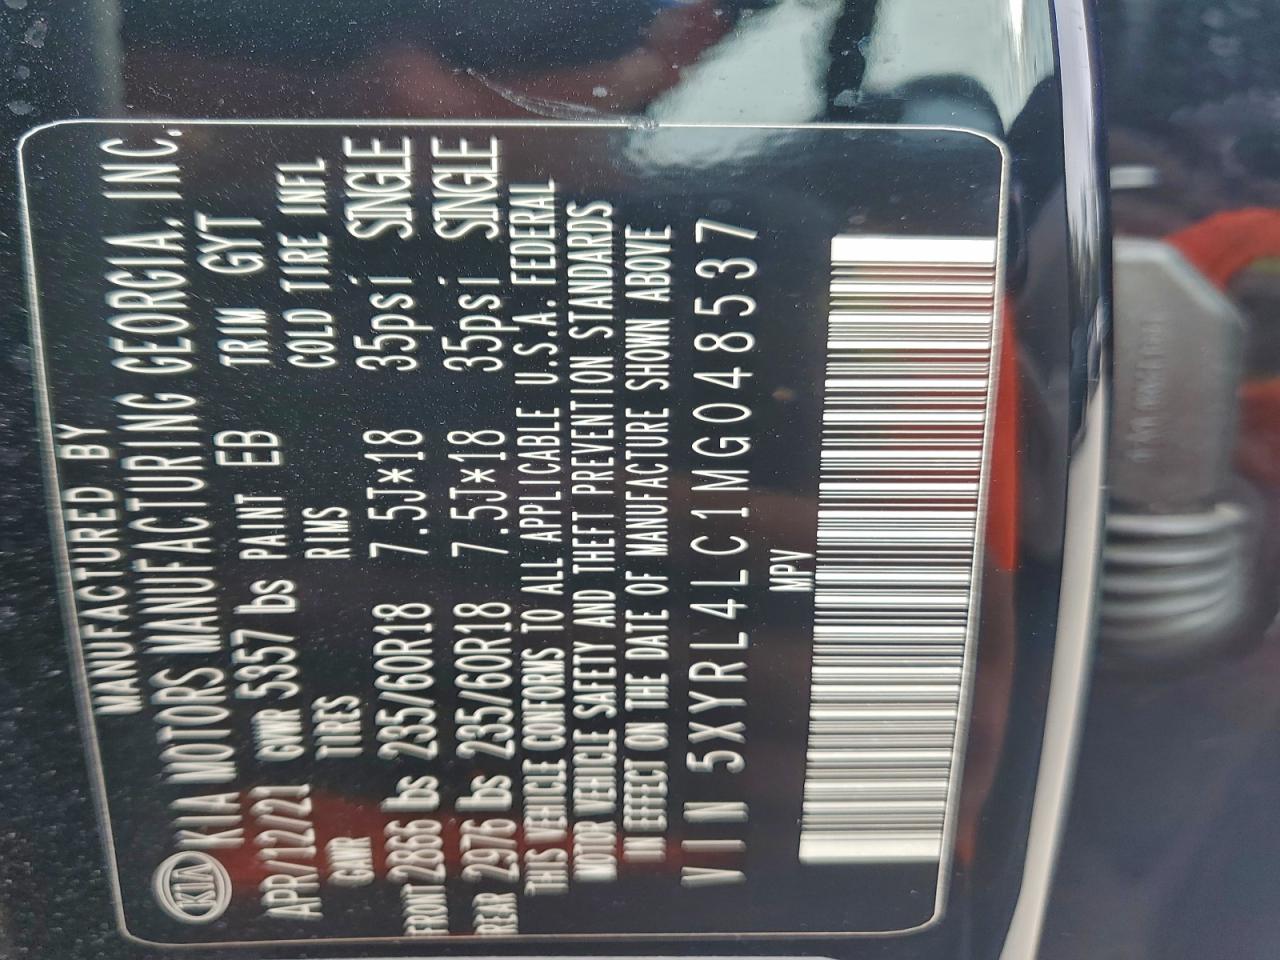 MANUFACTURED BY
KIA KIA MOTORS MANUFACTURING GEORGIA, INC.
APR/12/21 GVWR 5357 lbs PAINT EB TRIM GYT
GAWR TIRES RIMS COLD TIRE INFL
FRONT 2866 lbs 235/60R18 7.5J*18 35psi SINGLE
REAR 2976 lbs 235/60R18 7.5J*18 35psi SINGLE
THIS VEHICLE CONFORMS TO ALL APPLICABLE U.S.A. FEDERAL
MOTOR VEHICLE SAFETY AND THEFT PREVENTION STANDARDS
IN EFFECT ON THE DATE OF MANUFACTURE SHOWN ABOVE
VIN 5XYRL4LC1MG048537
MPV